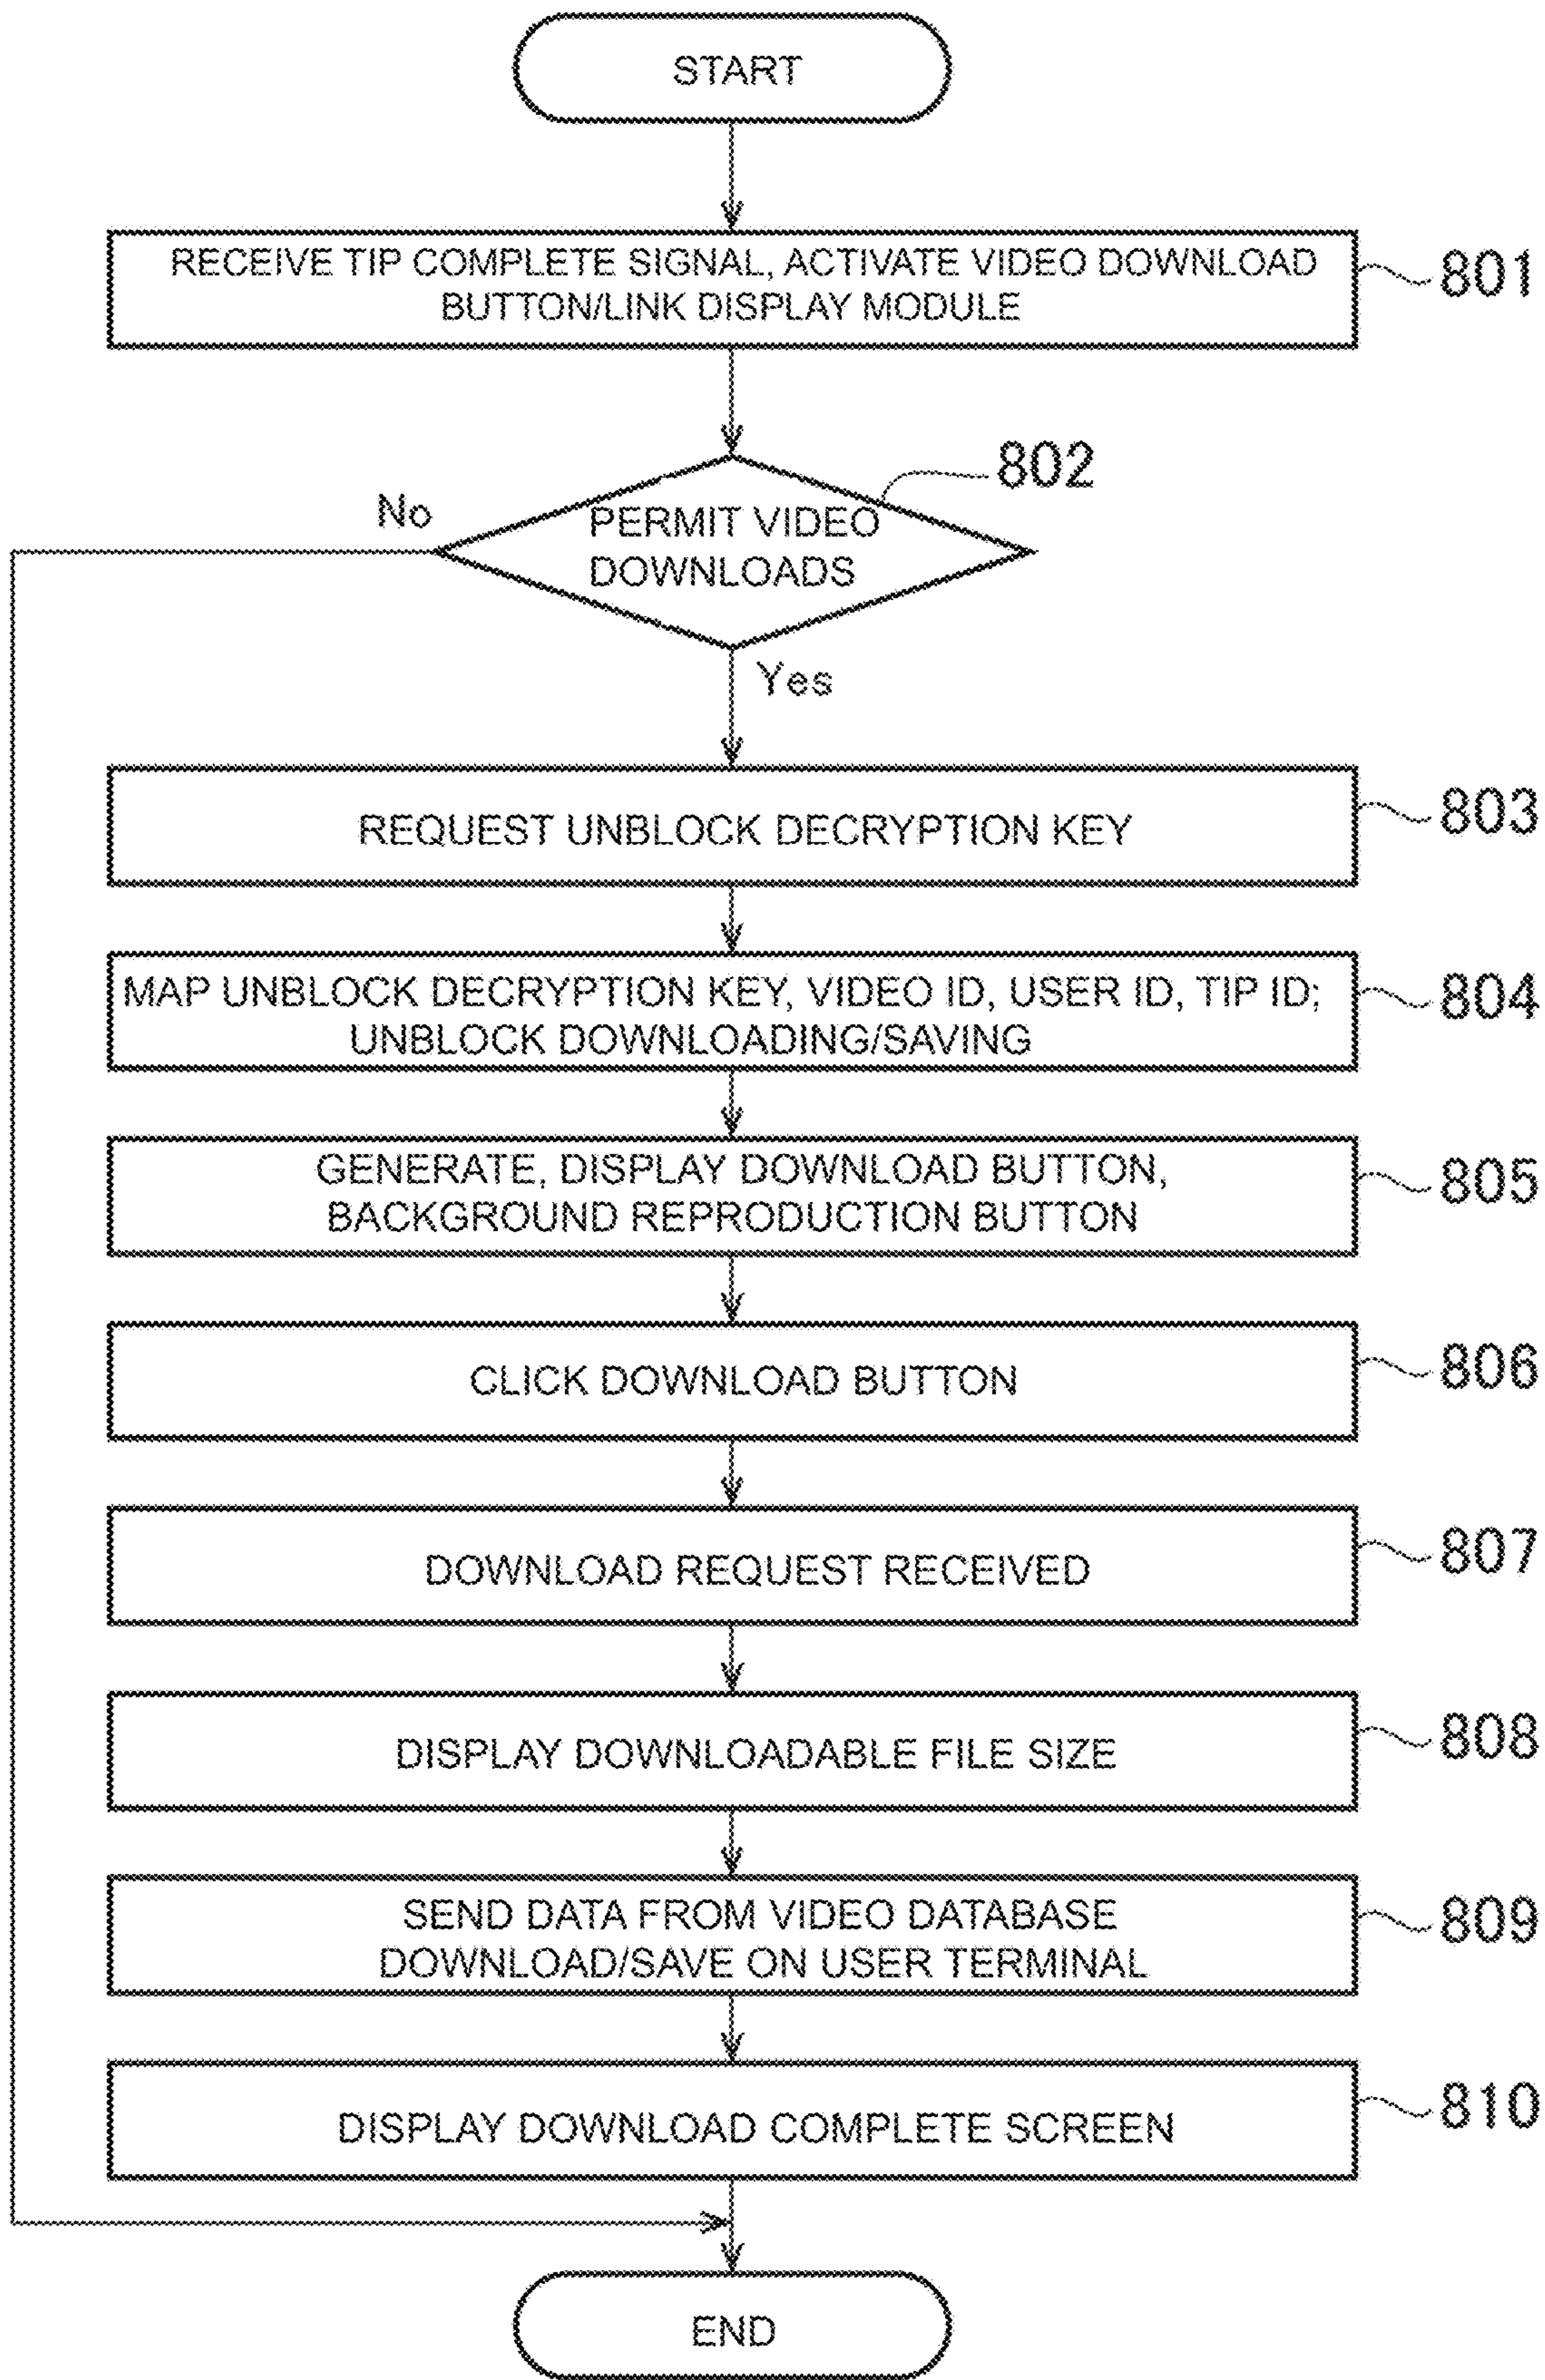 START
RECEIVE TIP COMPLETE SIGNAL, ACTIVATE VIDEO DOWNLOAD
BUTTON/LINK DISPLAY MODULE
801
802
No
PERMIT VIDEO
DOWNLOADS
Yes
REQUEST UNBLOCK DECRYPTION KEY
803
MAP UNBLOCK DECRYPTION KEY, VIDEO ID, USER ID, TIP ID;
UNBLOCK DOWNLOADING/SAVING
804
GENERATE, DISPLAY DOWNLOAD BUTTON,
BACKGROUND REPRODUCTION BUTTON
805
CLICK DOWNLOAD BUTTON
806
DOWNLOAD REQUEST RECEIVED
807
DISPLAY DOWNLOADABLE FILE SIZE
808
SEND DATA FROM VIDEO DATABASE
DOWNLOAD/SAVE ON USER TERMINAL
809
DISPLAY DOWNLOAD COMPLETE SCREEN
810
END